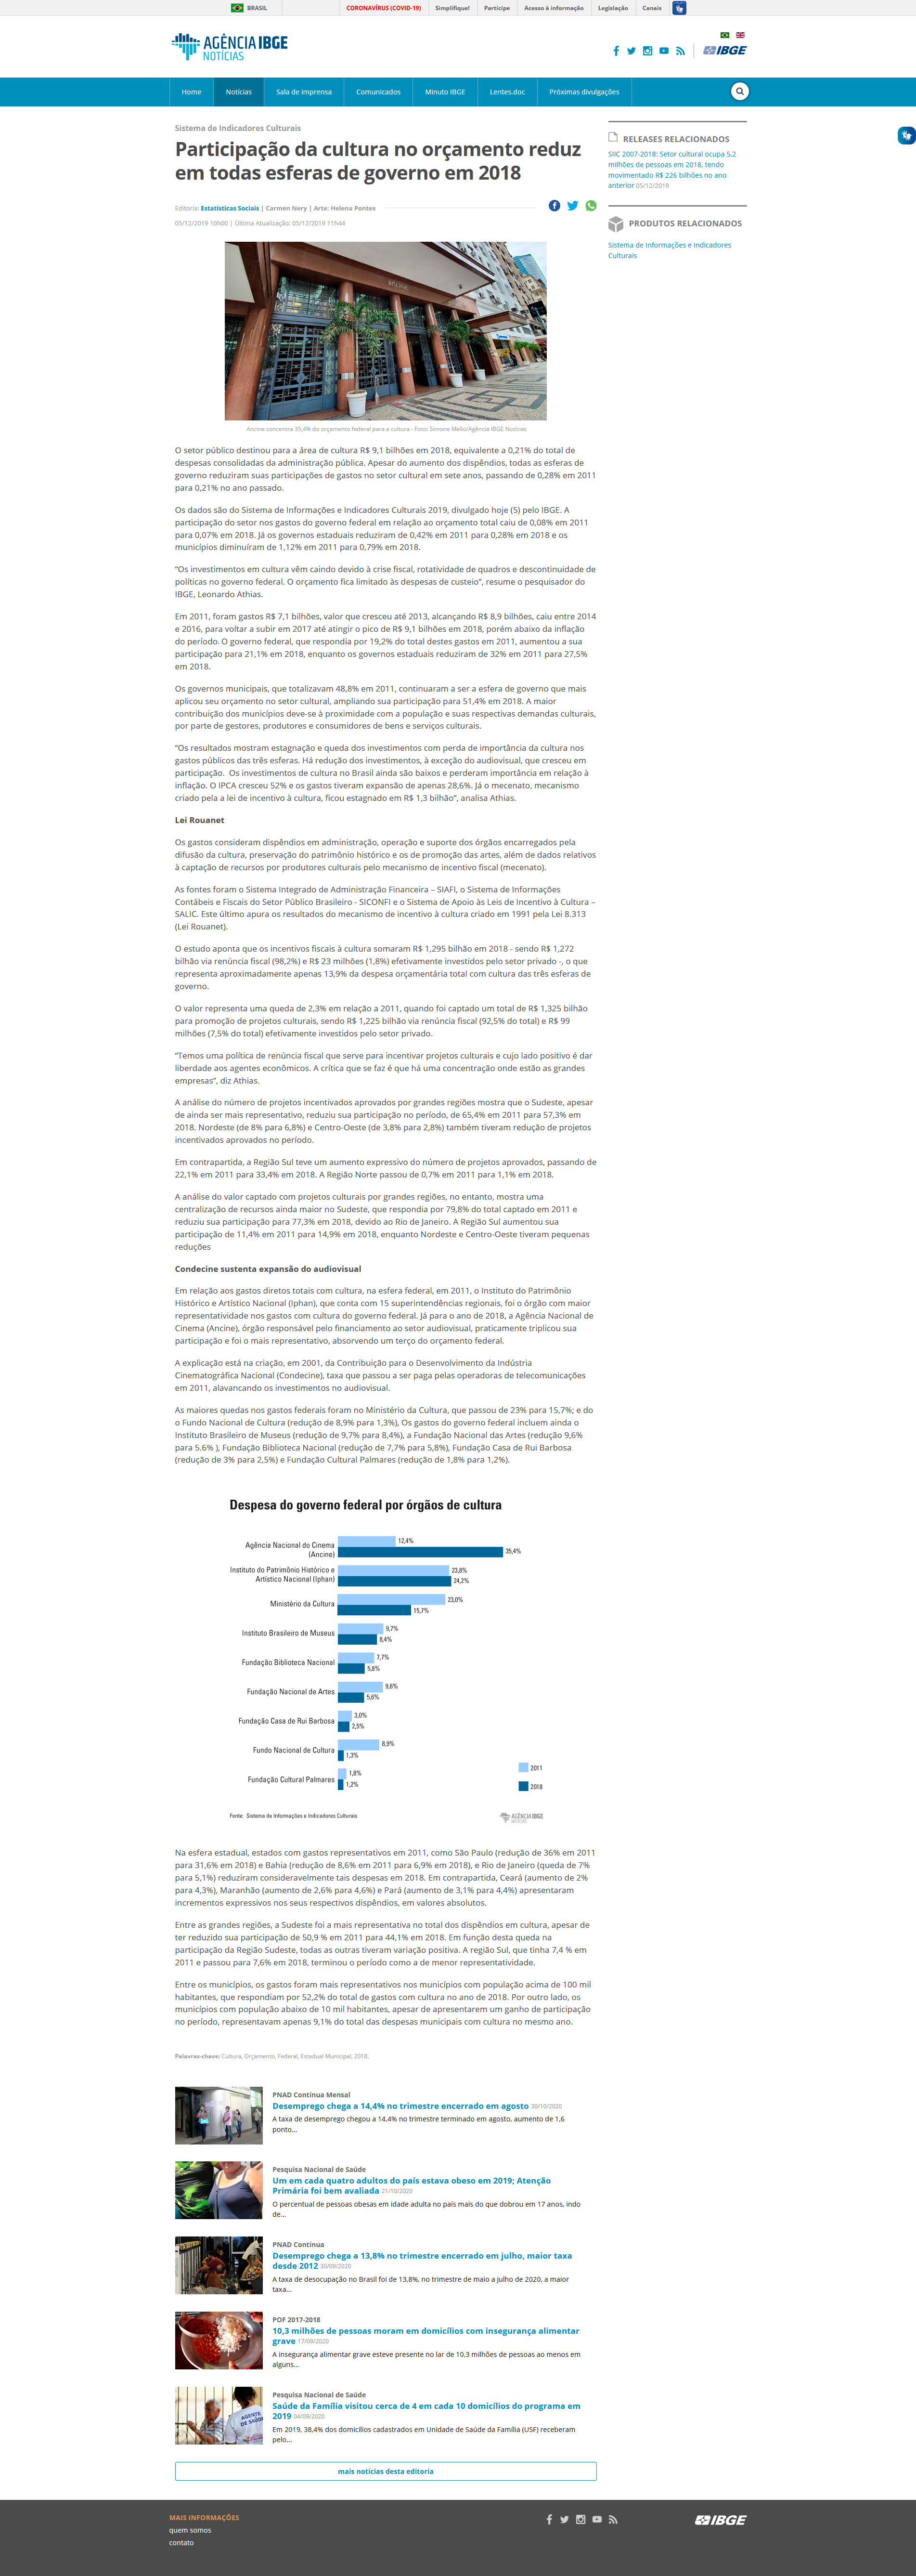 BRASIL
CORONAVÍRUS (COVID-19)
Simplifique!
Participe
Acesso à informação
Legislação
Canais
AGÊNCIA IBGE
NOTÍCIAS
IBGE
Home
Notícias
Sala de Imprensa
Comunicados
Minuto IBGE
Lentes.doc
Próximas divulgações
Sistema de Indicadores Culturais
Participação da cultura no orçamento reduz
em todas esferas de governo em 2018
Editoria: Estatísticas Sociais | Carmen Nery | Arte: Helena Pontes
05/12/2019 10h00 | Última Atualização: 05/12/2019 11h44
Ancine concentra 35,4% do orçamento federal para a cultura - Foto: Simone Mello/Agência IBGE Notícias
O setor público destinou para a área de cultura R$ 9,1 bilhões em 2018, equivalente a 0,21% do total de
despesas consolidadas da administração pública. Apesar do aumento dos dispêndios, todas as esferas de
governo reduziram suas participações de gastos no setor cultural em sete anos, passando de 0,28% em 2011
para 0,21% no ano passado.
Os dados são do Sistema de Informações e Indicadores Culturais 2019, divulgado hoje (5) pelo IBGE. A
participação do setor nos gastos do governo federal em relação ao orçamento total caiu de 0,08% em 2011
para 0,07% em 2018. Já os governos estaduais reduziram de 0,42% em 2011 para 0,28% em 2018 e os
municípios diminuíram de 1,12% em 2011 para 0,79% em 2018.
“Os investimentos em cultura vêm caindo devido à crise fiscal, rotatividade de quadros e descontinuidade de
políticas no governo federal. O orçamento fica limitado às despesas de custeio”, resume o pesquisador do
IBGE, Leonardo Athias.
Em 2011, foram gastos R$ 7,1 bilhões, valor que cresceu até 2013, alcançando R$ 8,9 bilhões, caiu entre 2014
e 2016, para voltar a subir em 2017 até atingir o pico de R$ 9,1 bilhões em 2018, porém abaixo da inflação
do período. O governo federal, que respondia por 19,2% do total destes gastos em 2011, aumentou a sua
participação para 21,1% em 2018, enquanto os governos estaduais reduziram de 32% em 2011 para 27,5%
em 2018.
Os governos municipais, que totalizavam 48,8% em 2011, continuaram a ser a esfera de governo que mais
aplicou seu orçamento no setor cultural, ampliando sua participação para 51,4% em 2018. A maior
contribuição dos municípios deve-se à proximidade com a população e suas respectivas demandas culturais,
por parte de gestores, produtores e consumidores de bens e serviços culturais.
“Os resultados mostram estagnação e queda dos investimentos com perda de importância da cultura nos
gastos públicos das três esferas. Há redução dos investimentos, à exceção do audiovisual, que cresceu em
participação. Os investimentos de cultura no Brasil ainda são baixos e perderam importância em relação à
inflação. O IPCA cresceu 52% e os gastos tiveram expansão de apenas 28,6%. Já o mecenato, mecanismo
criado pela a lei de incentivo à cultura, ficou estagnado em R$ 1,3 bilhão”, analisa Athias.
Lei Rouanet
Os gastos consideram dispêndios em administração, operação e suporte dos órgãos encarregados pela
difusão da cultura, preservação do patrimônio histórico e os de promoção das artes, além de dados relativos
à captação de recursos por produtores culturais pelo mecanismo de incentivo fiscal (mecenato).
As fontes foram o Sistema Integrado de Administração Financeira – SIAFI, o Sistema de Informações
Contábeis e Fiscais do Setor Público Brasileiro - SICONFI e o Sistema de Apoio às Leis de Incentivo à Cultura –
SALIC. Este último apura os resultados do mecanismo de incentivo à cultura criado em 1991 pela Lei 8.313
(Lei Rouanet).
O estudo aponta que os incentivos fiscais à cultura somaram R$ 1,295 bilhão em 2018 - sendo R$ 1,272
bilhão via renúncia fiscal (98,2%) e R$ 23 milhões (1,8%) efetivamente investidos pelo setor privado -, o que
representa aproximadamente apenas 13,9% da despesa orçamentária total com cultura das três esferas de
governo.
O valor representa uma queda de 2,3% em relação a 2011, quando foi captado um total de R$ 1,325 bilhão
para promoção de projetos culturais, sendo R$ 1,225 bilhão via renúncia fiscal (92,5% do total) e R$ 99
milhões (7,5% do total) efetivamente investidos pelo setor privado.
“Temos uma política de renúncia fiscal que serve para incentivar projetos culturais e cujo lado positivo é dar
liberdade aos agentes econômicos. A crítica que se faz é que há uma concentração onde estão as grandes
empresas”, diz Athias.
A análise do número de projetos incentivados aprovados por grandes regiões mostra que o Sudeste, apesar
de ainda ser mais representativo, reduziu sua participação no período, de 65,4% em 2011 para 57,3% em
2018. Nordeste (de 8% para 6,8%) e Centro-Oeste (de 3,8% para 2,8%) também tiveram redução de projetos
incentivados aprovados no período.
Em contrapartida, a Região Sul teve um aumento expressivo do número de projetos aprovados, passando de
22,1% em 2011 para 33,4% em 2018. A Região Norte passou de 0,7% em 2011 para 1,1% em 2018.
A análise do valor captado com projetos culturais por grandes regiões, no entanto, mostra uma
centralização de recursos ainda maior no Sudeste, que respondia por 79,8% do total captado em 2011 e
reduziu sua participação para 77,3% em 2018, devido ao Rio de Janeiro. A Região Sul aumentou sua
participação de 11,4% em 2011 para 14,9% em 2018, enquanto Nordeste e Centro-Oeste tiveram pequenas
reduções
Condecine sustenta expansão do audiovisual
Em relação aos gastos diretos totais com cultura, na esfera federal, em 2011, o Instituto do Patrimônio
Histórico e Artístico Nacional (Iphan), que conta com 15 superintendências regionais, foi o órgão com maior
representatividade nos gastos com cultura do governo federal. Já para o ano de 2018, a Agência Nacional de
Cinema (Ancine), órgão responsável pelo financiamento ao setor audiovisual, praticamente triplicou sua
participação e foi o mais representativo, absorvendo um terço do orçamento federal.
A explicação está na criação, em 2001, da Contribuição para o Desenvolvimento da Indústria
Cinematográfica Nacional (Condecine), taxa que passou a ser paga pelas operadoras de telecomunicações
em 2011, alavancando os investimentos no audiovisual.
As maiores quedas nos gastos federais foram no Ministério da Cultura, que passou de 23% para 15,7%; e do
o Fundo Nacional de Cultura (redução de 8,9% para 1,3%), Os gastos do governo federal incluem ainda o
Instituto Brasileiro de Museus (redução de 9,7% para 8,4%), a Fundação Nacional das Artes (redução 9,6%
para 5.6% ), Fundação Biblioteca Nacional (redução de 7,7% para 5,8%), Fundação Casa de Rui Barbosa
(redução de 3% para 2,5%) e Fundação Cultural Palmares (redução de 1,8% para 1,2%).
Despesa do governo federal por órgãos de cultura
Agência Nacional do Cinema
(Ancine)
12,4%
35,4%
Instituto do Patrimônio Histórico e
Artístico Nacional (Iphan)
23,8%
24,2%
Ministério da Cultura
23,0%
15,7%
Instituto Brasileiro de Museus
9,7%
8,4%
Fundação Biblioteca Nacional
7,7%
5,8%
Fundação Nacional de Artes
9,6%
5,6%
Fundação Casa de Rui Barbosa
3,0%
2,5%
Fundo Nacional de Cultura
8,9%
1,3%
Fundação Cultural Palmares
1,8%
1,2%
2011
2018
Fonte: Sistema de Informações e Indicadores Culturais
AGÊNCIA IBGE
NOTÍCIAS
Na esfera estadual, estados com gastos representativos em 2011, como São Paulo (redução de 36% em 2011
para 31,6% em 2018) e Bahia (redução de 8,6% em 2011 para 6,9% em 2018), e Rio de Janeiro (queda de 7%
para 5,1%) reduziram consideravelmente tais despesas em 2018. Em contrapartida, Ceará (aumento de 2%
para 4,3%), Maranhão (aumento de 2,6% para 4,6%) e Pará (aumento de 3,1% para 4,4%) apresentaram
incrementos expressivos nos seus respectivos dispêndios, em valores absolutos.
Entre as grandes regiões, a Sudeste foi a mais representativa no total dos dispêndios em cultura, apesar de
ter reduzido sua participação de 50,9 % em 2011 para 44,1% em 2018. Em função desta queda na
participação da Região Sudeste, todas as outras tiveram variação positiva. A região Sul, que tinha 7,4 % em
2011 e passou para 7,6% em 2018, terminou o período como a de menor representatividade.
Entre os municípios, os gastos foram mais representativos nos municípios com população acima de 100 mil
habitantes, que respondiam por 52,2% do total de gastos com cultura no ano de 2018. Por outro lado, os
municípios com população abaixo de 10 mil habitantes, apesar de apresentarem um ganho de participação
no período, representavam apenas 9,1% do total das despesas municipais com cultura no mesmo ano.
Palavras-chave: Cultura, Orçamento, Federal, Estadual Municipal, 2018.
PNAD Contínua Mensal
Desemprego chega a 14,4% no trimestre encerrado em agosto 30/10/2020
A taxa de desemprego chegou a 14,4% no trimestre terminado em agosto, aumento de 1,6
ponto...
Pesquisa Nacional de Saúde
Um em cada quatro adultos do país estava obeso em 2019; Atenção
Primária foi bem avaliada 21/10/2020
O percentual de pessoas obesas em idade adulta no país mais do que dobrou em 17 anos, indo
de...
PNAD Contínua
Desemprego chega a 13,8% no trimestre encerrado em julho, maior taxa
desde 2012 30/09/2020
A taxa de desocupação no Brasil foi de 13,8%, no trimestre de maio a julho de 2020, a maior
taxa...
POF 2017-2018
10,3 milhões de pessoas moram em domicílios com insegurança alimentar
grave 17/09/2020
A insegurança alimentar grave esteve presente no lar de 10,3 milhões de pessoas ao menos em
alguns...
AGENTE
DE SAÚDE
Pesquisa Nacional de Saúde
Saúde da Família visitou cerca de 4 em cada 10 domicílios do programa em
2019 04/09/2020
Em 2019, 38,4% dos domicílios cadastrados em Unidade de Saúde da Família (USF) receberam
pelo...
mais notícias desta editoria
RELEASES RELACIONADOS
SIIC 2007-2018: Setor cultural ocupa 5,2
milhões de pessoas em 2018, tendo
movimentado R$ 226 bilhões no ano
anterior 05/12/2019
PRODUTOS RELACIONADOS
Sistema de Informações e Indicadores
Culturais
MAIS INFORMAÇÕES
quem somos
contato
IBGE